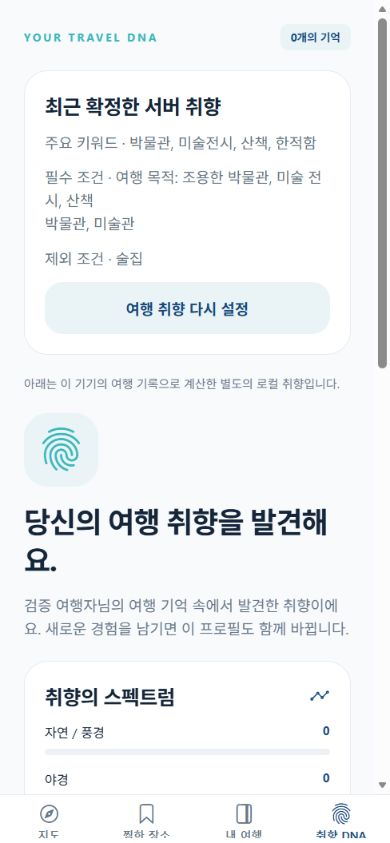 YOUR TRAVEL DNA
0개의 기억
최근 확정한 서버 취향
주요 키워드 · 박물관, 미술전시, 산책, 한적함
필수 조건 · 여행 목적: 조용한 박물관, 미술 전
시, 산책
박물관, 미술관
제외 조건 · 술집
여행 취향 다시 설정
아래는 이 기기의 여행 기록으로 계산한 별도의 로컬 취향입니다.
당신의 여행 취향을 발견해
요.
검증 여행자님의 여행 기억 속에서 발견한 취향이에
요. 새로운 경험을 남기면 이 프로필도 함께 바뀝니다.
취향의 스펙트럼
자연 / 풍경
0
야경
0
지도
찜한 장소
내 여행
취향 DNA